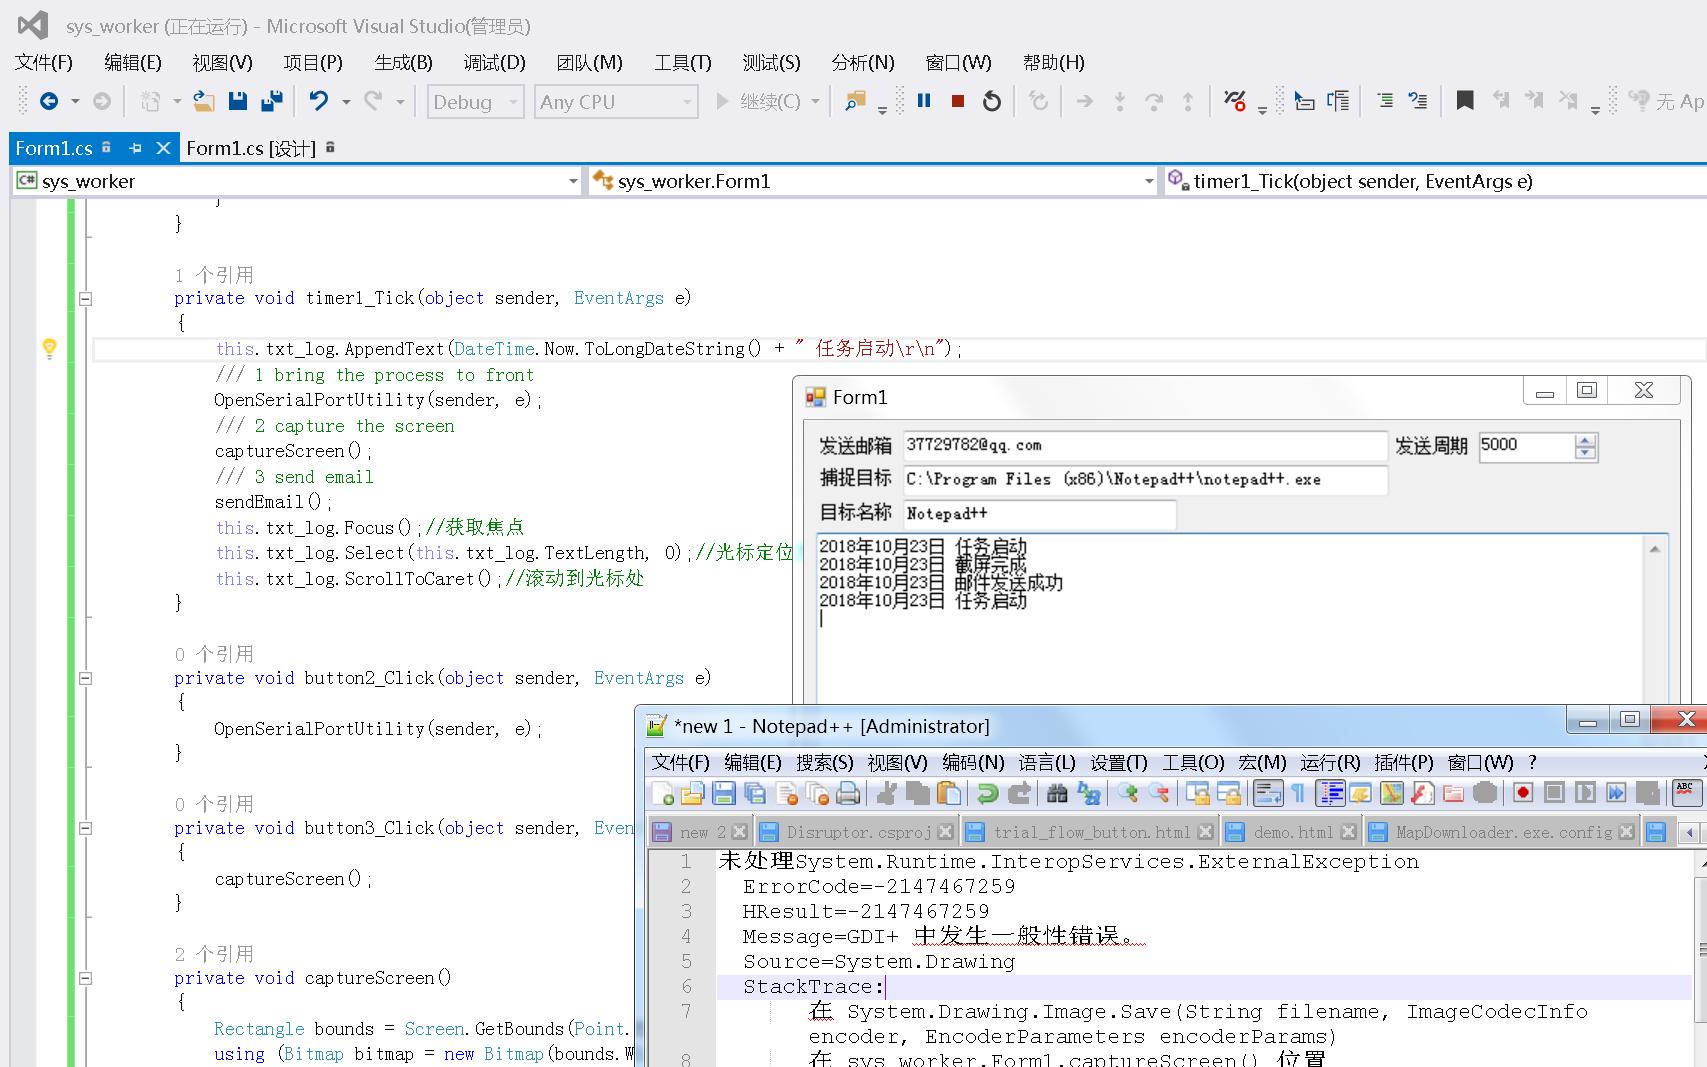 sys_worker (正在运行) - Microsoft Visual Studio(管理员)
文件(F) 编辑(E) 视图(V) 项目(P) 生成(B) 调试(D) 团队(M) 工具(T) 测试(S) 分析(N) 窗口(W) 帮助(H)
Debug Any CPU 继续(C) 无 Ap
Form1.cs Form1.cs [设计]
C# sys_worker sys_worker.Form1 timer1_Tick(object sender, EventArgs e)
}
}
1 个引用
private void timer1_Tick(object sender, EventArgs e)
{
this.txt_log.AppendText(DateTime.Now.ToLongDateString() + " 任务启动\r\n");
/// 1 bring the process to front
OpenSerialPortUtility(sender, e);
/// 2 capture the screen
captureScreen();
/// 3 send email
sendEmail();
this.txt_log.Focus();//获取焦点
this.txt_log.Select(this.txt_log.TextLength, 0);//光标定位
this.txt_log.ScrollToCaret();//滚动到光标处
}
0 个引用
private void button2_Click(object sender, EventArgs e)
{
OpenSerialPortUtility(sender, e);
}
0 个引用
private void button3_Click(object sender, Even
{
captureScreen();
}
2 个引用
private void captureScreen()
{
Rectangle bounds = Screen.GetBounds(Point.
using (Bitmap bitmap = new Bitmap(bounds.W
Form1
发送邮箱 37729782@qq.com 发送周期 5000
捕捉目标 C:\Program Files (x86)\Notepad++\notepad++.exe
目标名称 Notepad++
2018年10月23日 任务启动
2018年10月23日 截屏完成
2018年10月23日 邮件发送成功
2018年10月23日 任务启动
*new 1 - Notepad++ [Administrator]
文件(F) 编辑(E) 搜索(S) 视图(V) 编码(N) 语言(L) 设置(T) 工具(O) 宏(M) 运行(R) 插件(P) 窗口(W) ?
ABC
new 2 Disruptor.csproj trial_flow_button.html demo.html MapDownloader.exe.config
1 未处理System.Runtime.InteropServices.ExternalException
2 ErrorCode=-2147467259
3 HResult=-2147467259
4 Message=GDI+ 中发生一般性错误。
5 Source=System.Drawing
6 StackTrace:
7 在 System.Drawing.Image.Save(String filename, ImageCodecInfo
encoder, EncoderParameters encoderParams)
8 在 sys_worker.Form1.captureScreen() 位置